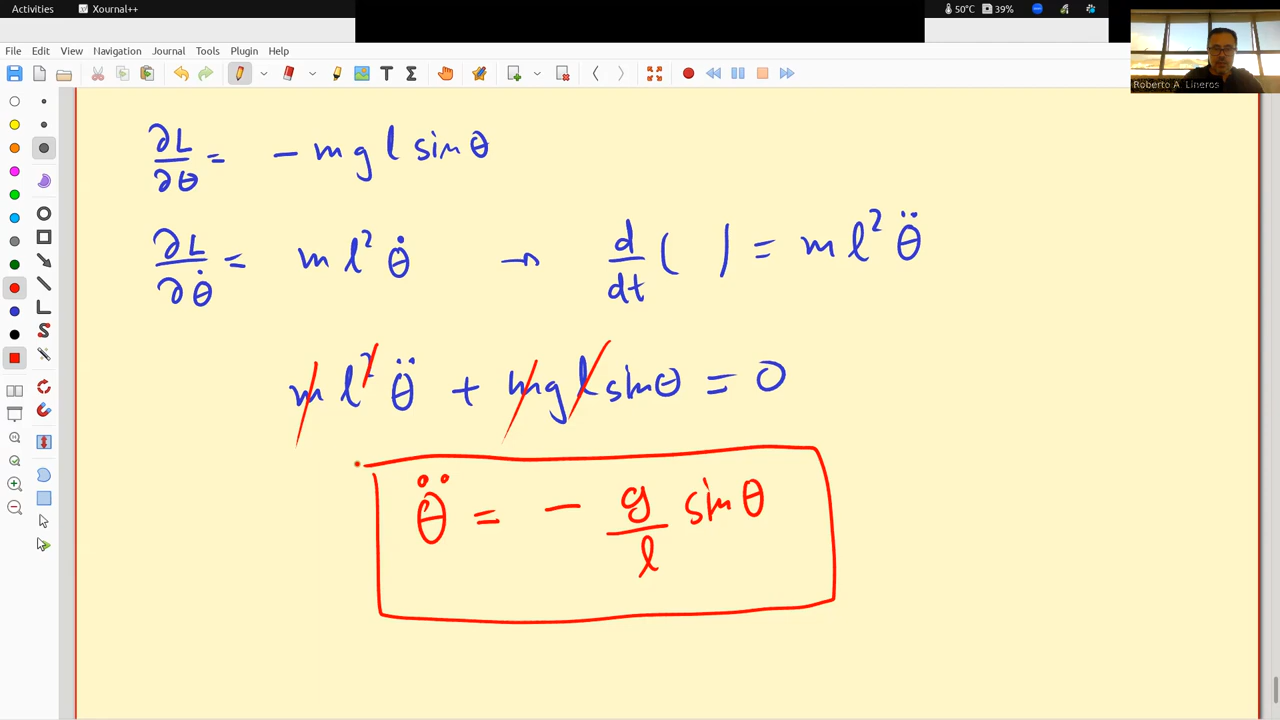 Activities Xournal++ 50°C 39%
File Edit View Navigation Journal Tools Plugin Help
Roberto A. Lineros
∂L/∂θ = - m g l sin θ
∂L/∂θ̇ = m l² θ̇ → d/dt ( ) = m l² θ̈
m l² θ̈ + m g l sin θ = 0
θ̈ = - g/l sin θ